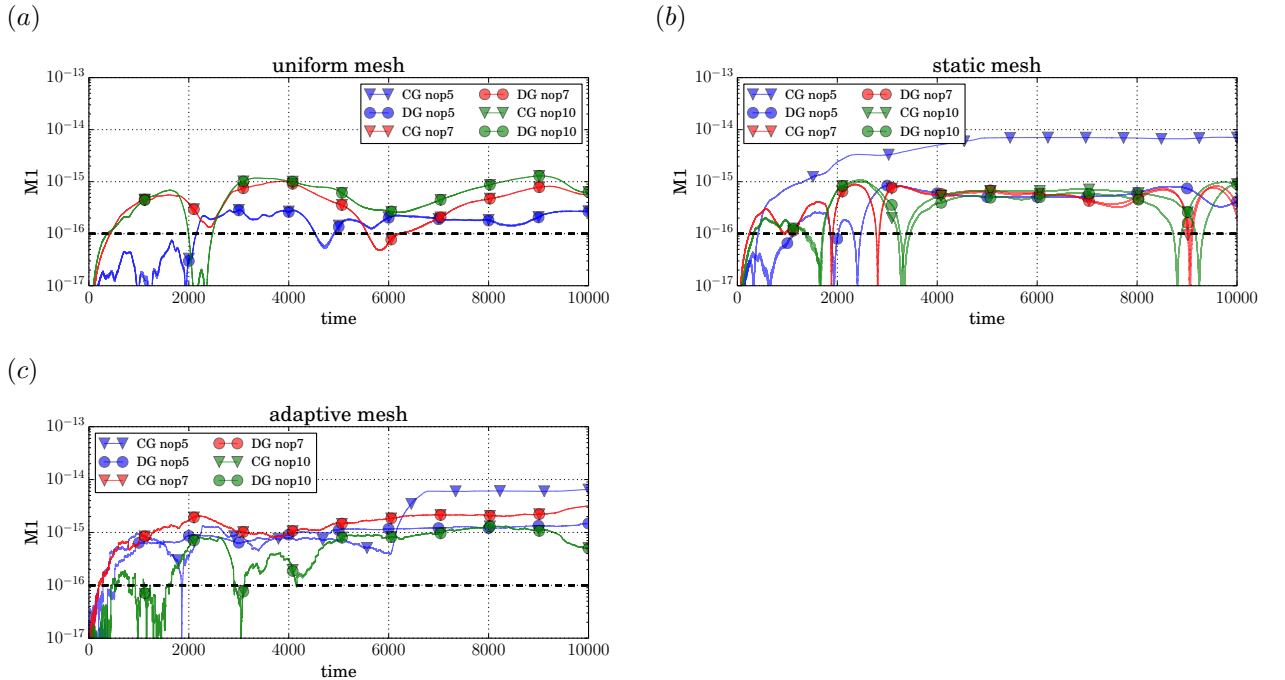 (a)
uniform mesh
10^{-13}
10^{-14}
10^{-15}
10^{-16}
10^{-17}
M1
CG nop5
DG nop5
CG nop7
DG nop7
CG nop10
DG nop10
0 2000 4000 6000 8000 10000
time
(b)
static mesh
10^{-13}
10^{-14}
10^{-15}
10^{-16}
10^{-17}
M1
CG nop5
DG nop5
CG nop7
DG nop7
CG nop10
DG nop10
0 2000 4000 6000 8000 10000
time
(c)
adaptive mesh
10^{-13}
10^{-14}
10^{-15}
10^{-16}
10^{-17}
M1
CG nop5
DG nop5
CG nop7
DG nop7
CG nop10
DG nop10
0 2000 4000 6000 8000 10000
time